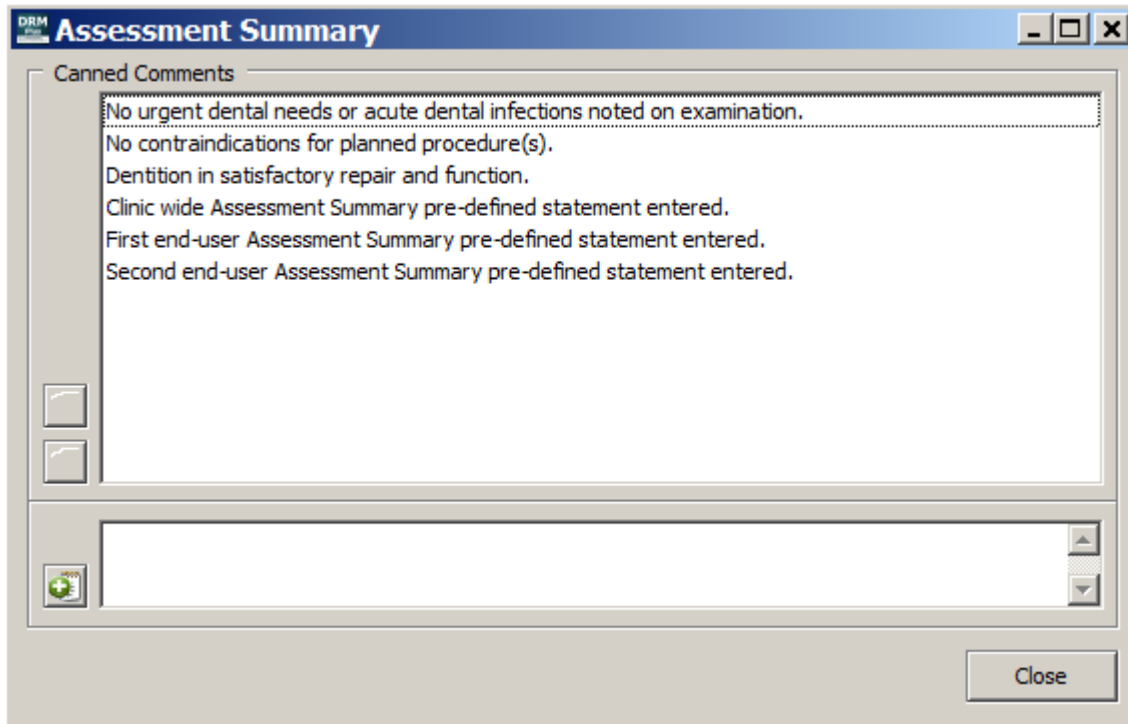 DRM Plus Assessment Summary
Canned Comments
No urgent dental needs or acute dental infections noted on examination.
No contraindications for planned procedure(s).
Dentition in satisfactory repair and function.
Clinic wide Assessment Summary pre-defined statement entered.
First end-user Assessment Summary pre-defined statement entered.
Second end-user Assessment Summary pre-defined statement entered.
Close